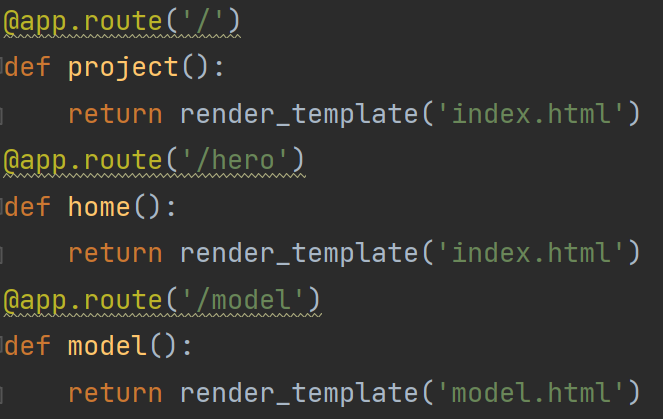 @app.route('/')
def project():
    return render_template('index.html')
@app.route('/hero')
def home():
    return render_template('index.html')
@app.route('/model')
def model():
    return render_template('model.html')